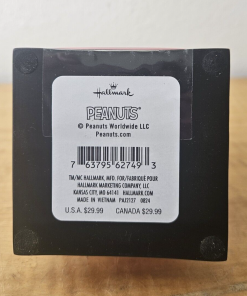 Hallmark
PEANUTS®
© Peanuts Worldwide LLC
Peanuts.com
7 63795 62749 3
TM/MC HALLMARK, MFD. FOR/FABRIQUÉ POUR
HALLMARK MARKETING COMPANY, LLC
KANSAS CITY, MO 64141 HALLMARK.COM
MADE IN VIETNAM PAJ2127 0824
U.S.A. $29.99 CANADA $29.99